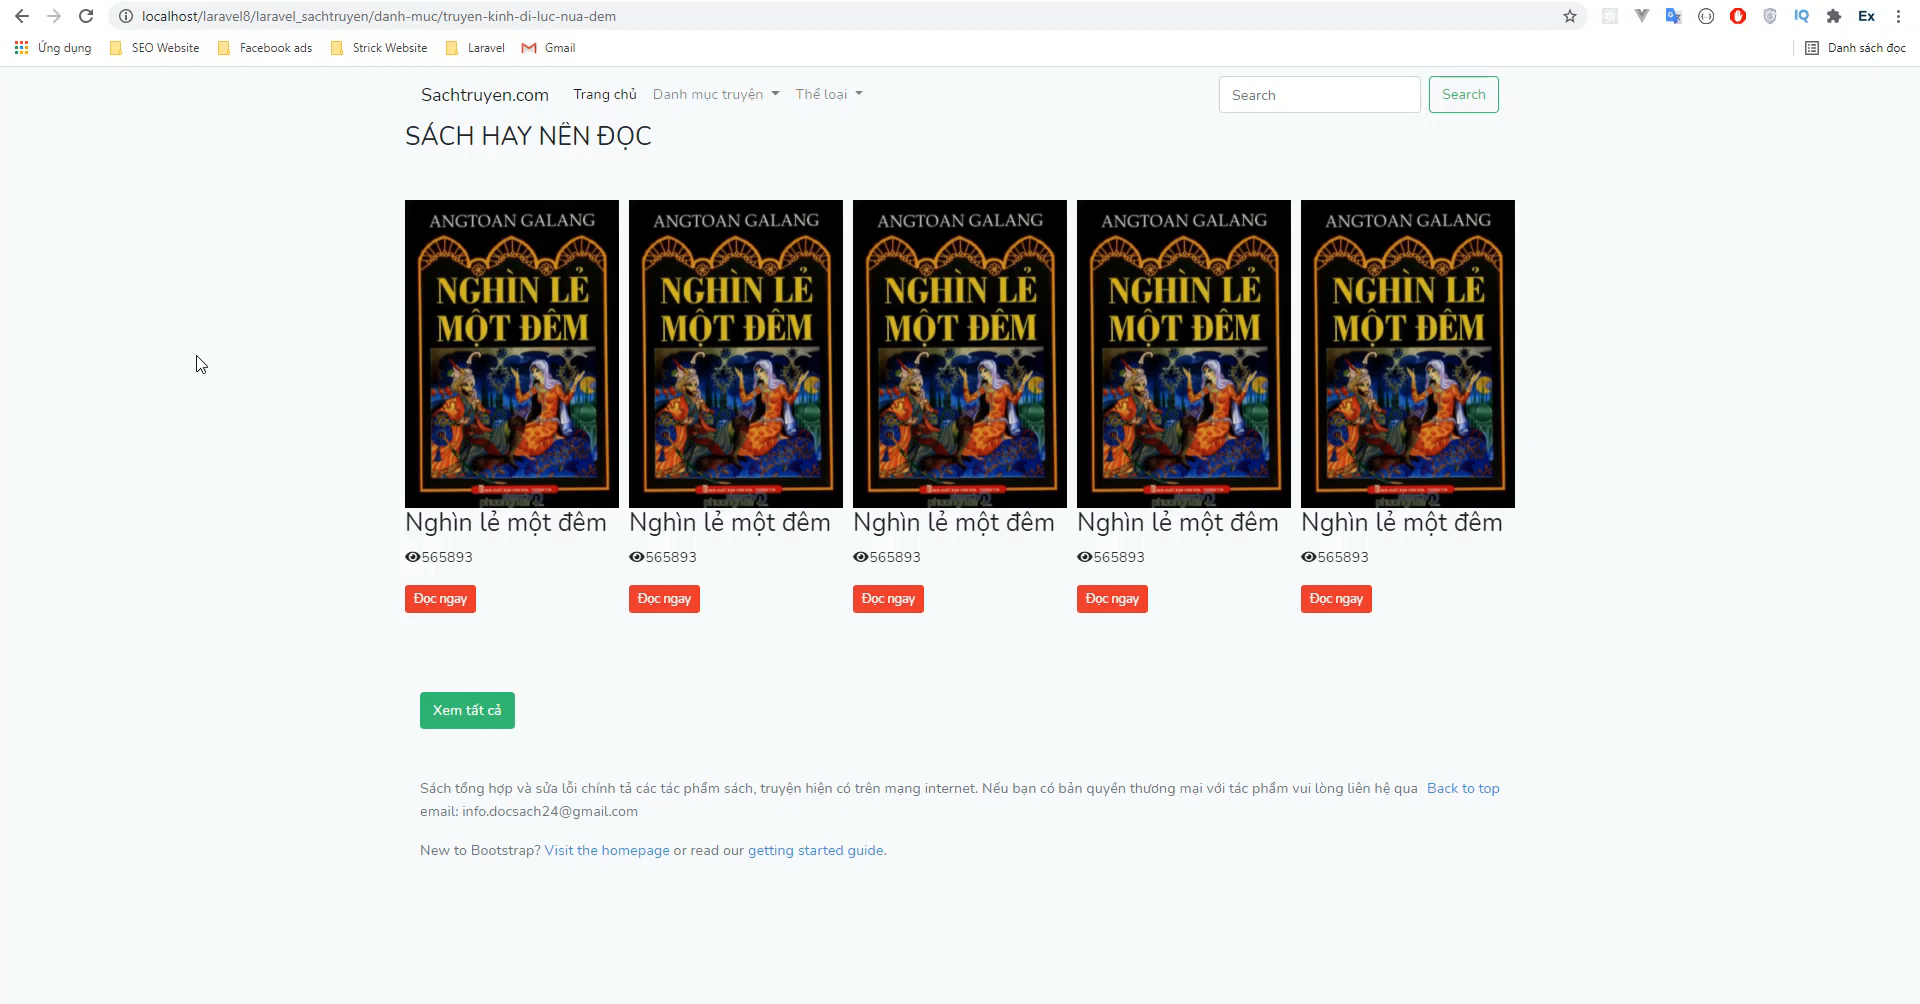 localhost/laravel8/laravel_sachtruyen/danh-muc/truyen-kinh-di-luc-nua-dem
Ex
Ứng dụng SEO Website Facebook ads Strick Website Laravel Gmail Danh sách đọc
Sachtruyen.com Trang chủ Danh mục truyện Thể loại Search Search
SÁCH HAY NÊN ĐỌC
ANGTOAN GALANG ANGTOAN GALANG ANGTOAN GALANG ANGTOAN GALANG ANGTOAN GALANG
NGHÌN LẺ NGHÌN LẺ NGHÌN LẺ NGHÌN LẺ NGHÌN LẺ
MỘT ĐÊM MỘT ĐÊM MỘT ĐÊM MỘT ĐÊM MỘT ĐÊM
Nghìn lẻ một đêm Nghìn lẻ một đêm Nghìn lẻ một đêm Nghìn lẻ một đêm Nghìn lẻ một đêm
565893 565893 565893 565893 565893
Đọc ngay Đọc ngay Đọc ngay Đọc ngay Đọc ngay
Xem tất cả
Sách tổng hợp và sửa lỗi chính tả các tác phẩm sách, truyện hiện có trên mạng internet. Nếu bạn có bản quyền thương mại với tác phẩm vui lòng liên hệ qua Back to top
email: info.docsach24@gmail.com
New to Bootstrap? Visit the homepage or read our getting started guide.